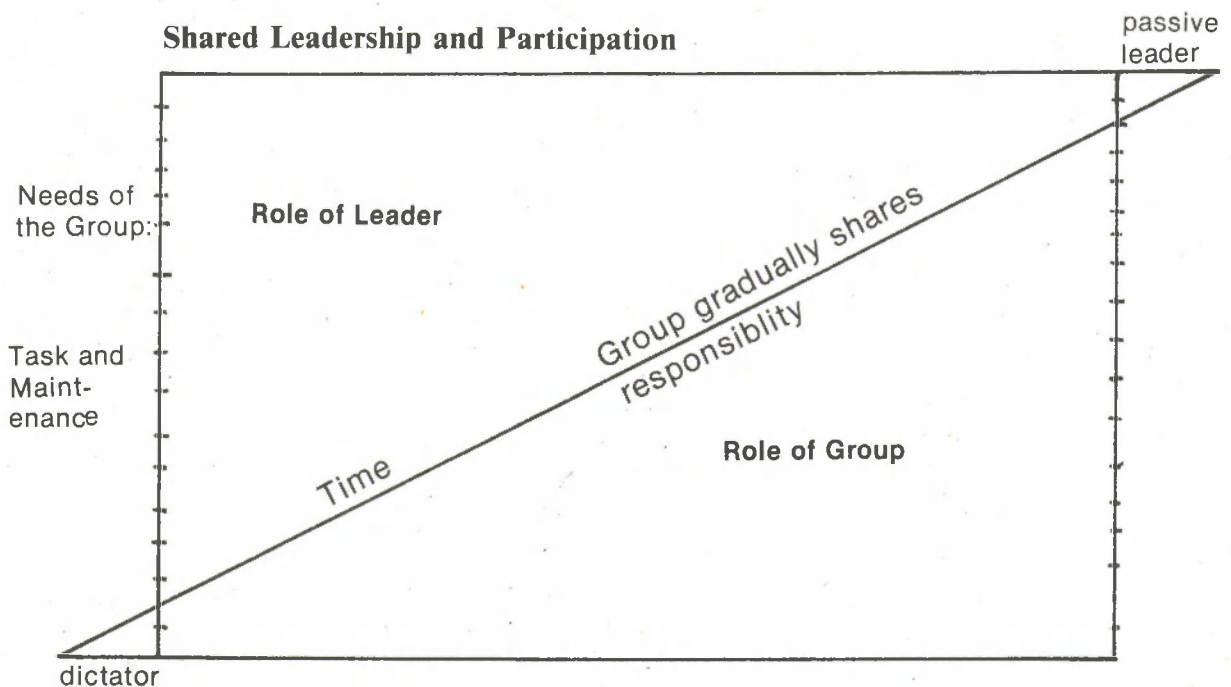 Shared Leadership and Participation
passive
leader
Needs of
the Group:
Role of Leader
Group gradually shares
responsiblity
Task and
Maint-
enance
Time
Role of Group
dictator